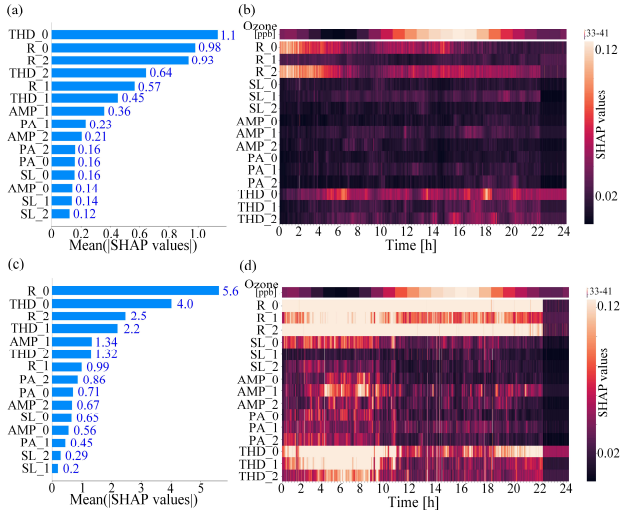 (a)
THD_0 1.1
R_0 0.98
R_2 0.93
THD_2 0.64
R_1 0.57
THD_1 0.45
AMP_1 0.36
PA_1 0.23
AMP_2 0.21
PA_2 0.16
PA_0 0.16
SL_0 0.16
AMP_0 0.14
SL_1 0.14
SL_2 0.12
0 0.2 0.4 0.6 0.8 1.0
Mean(|SHAP values|)
(b)
Ozone
[ppb]
33-41
R_0
R_1
R_2
SL_0
SL_1
SL_2
AMP_0
AMP_1
AMP_2
PA_0
PA_1
PA_2
THD_0
THD_1
THD_2
0 2 4 6 8 10 12 14 16 18 20 22 24
Time [h]
0.12
SHAP values
0.02
(c)
R_0 5.6
THD_0 4.0
R_2 2.5
THD_1 2.2
AMP_1 1.34
THD_2 1.32
R_1 0.99
PA_2 0.86
PA_0 0.71
AMP_2 0.67
SL_0 0.65
AMP_0 0.56
PA_1 0.45
SL_2 0.29
SL_1 0.2
0 1 2 3 4 5
Mean(|SHAP values|)
(d)
Ozone
[ppb]
33-41
R_0
R_1
R_2
SL_0
SL_1
SL_2
AMP_0
AMP_1
AMP_2
PA_0
PA_1
PA_2
THD_0
THD_1
THD_2
0 2 4 6 8 10 12 14 16 18 20 22 24
Time [h]
0.12
SHAP values
0.02